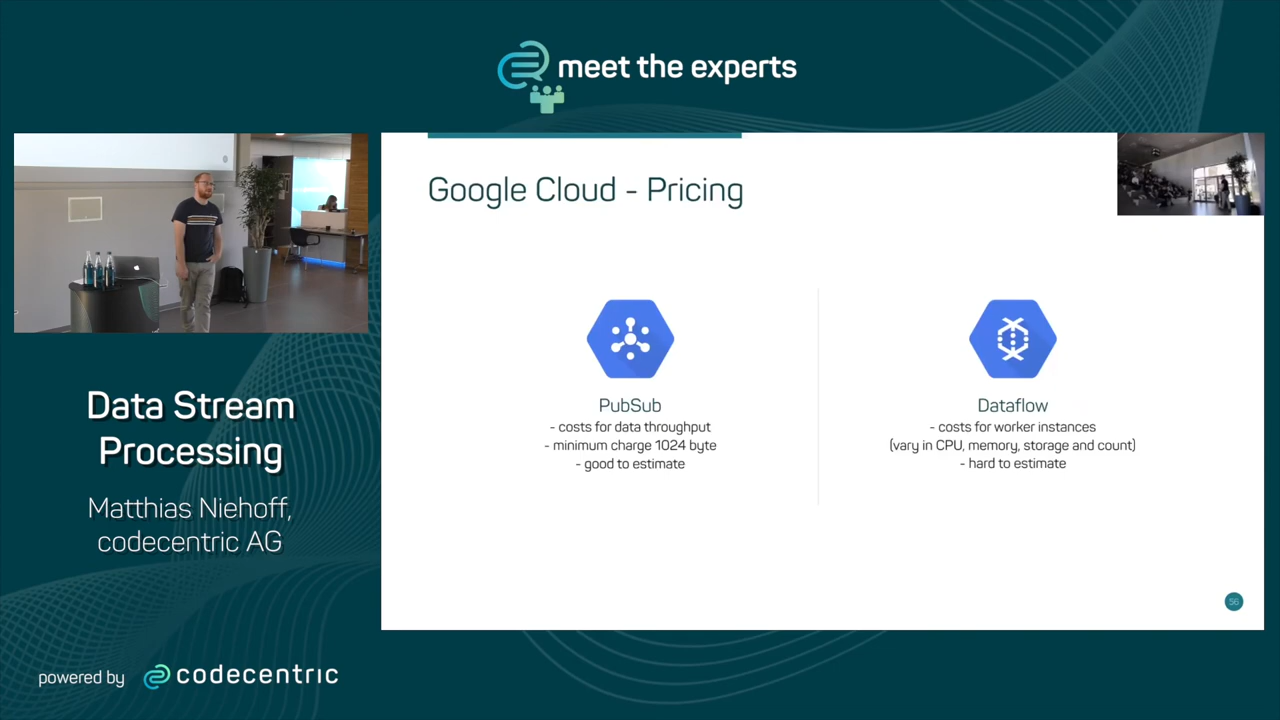 meet the experts
Google Cloud - Pricing
PubSub
- costs for data throughput
- minimum charge 1024 byte
- good to estimate
Dataflow
- costs for worker instances
(vary in CPU, memory, storage and count)
- hard to estimate
56
Data Stream
Processing
Matthias Niehoff,
codecentric AG
powered by codecentric